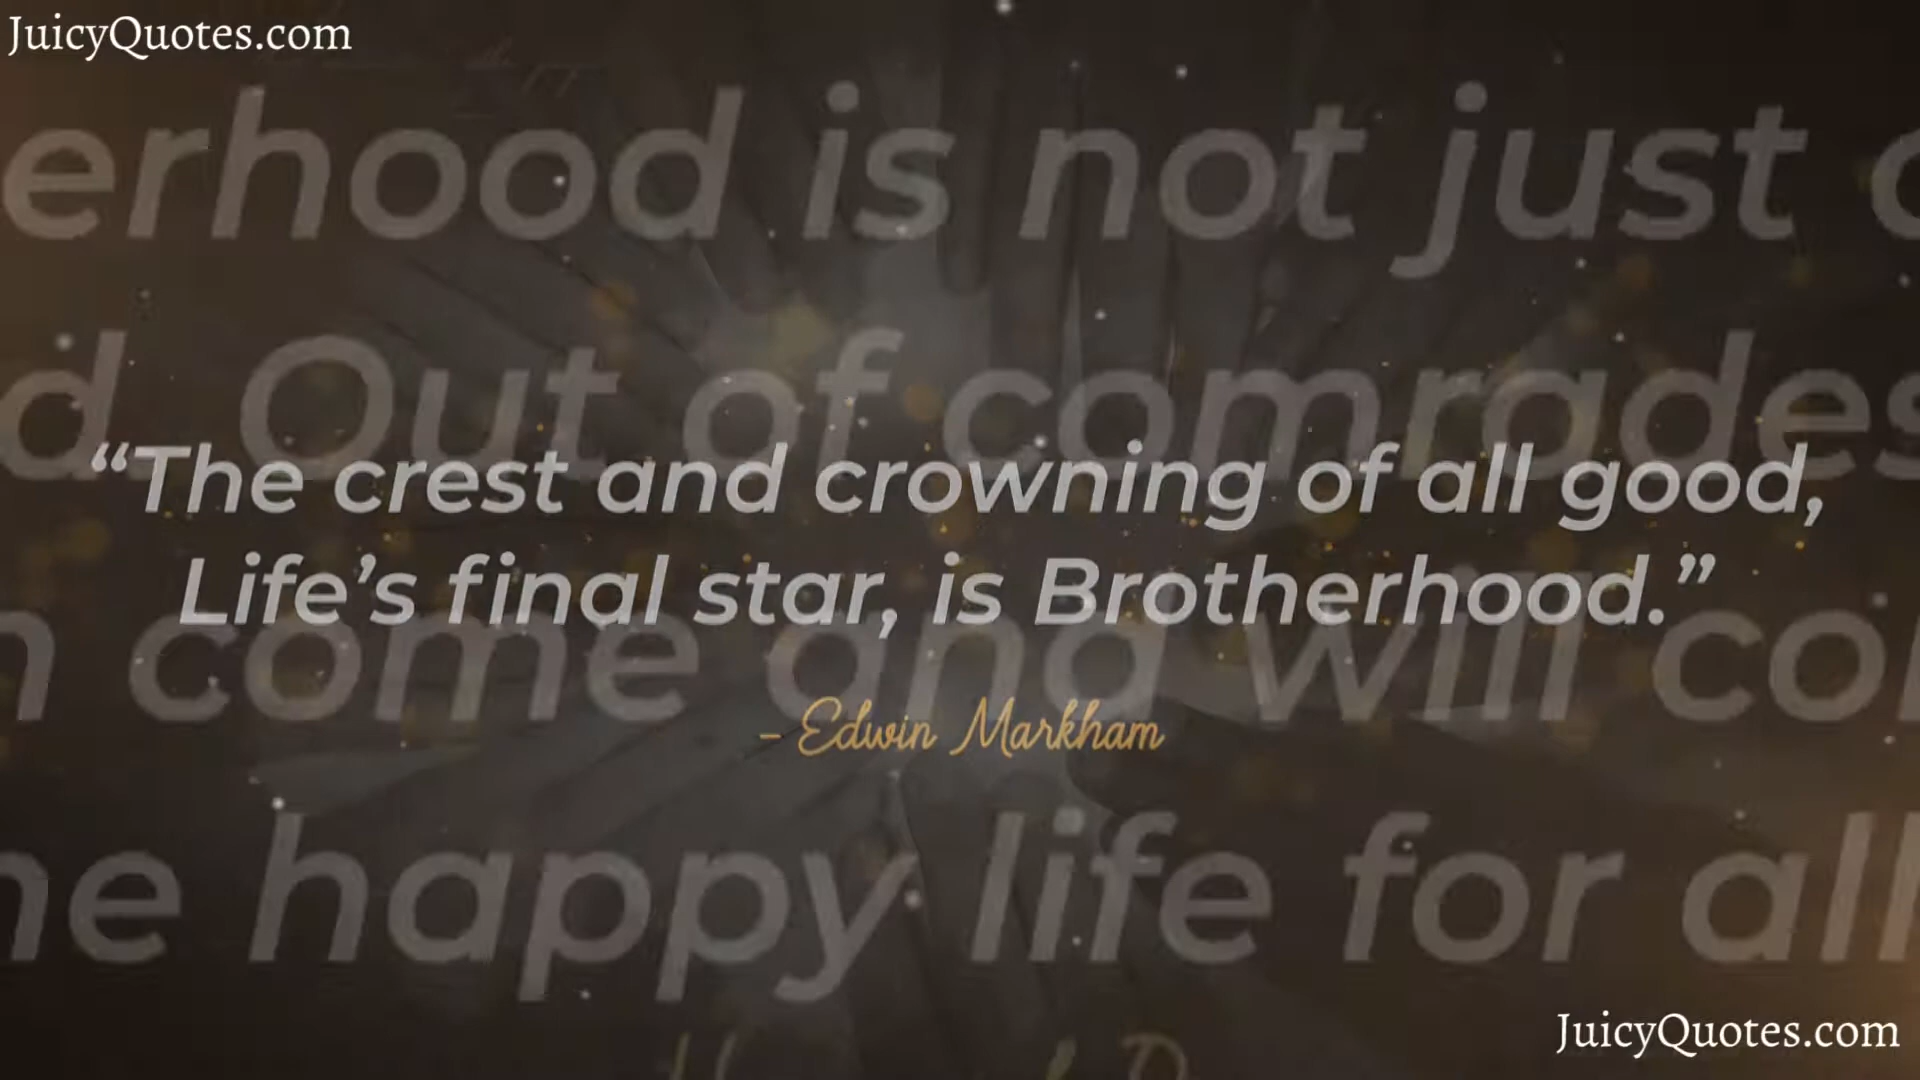 JuicyQuotes.com
erhood is not just
d. Out of comrades
“The crest and crowning of all good,
Life’s final star, is Brotherhood.”
come and will
– Edwin Markham
he happy life for all
JuicyQuotes.com